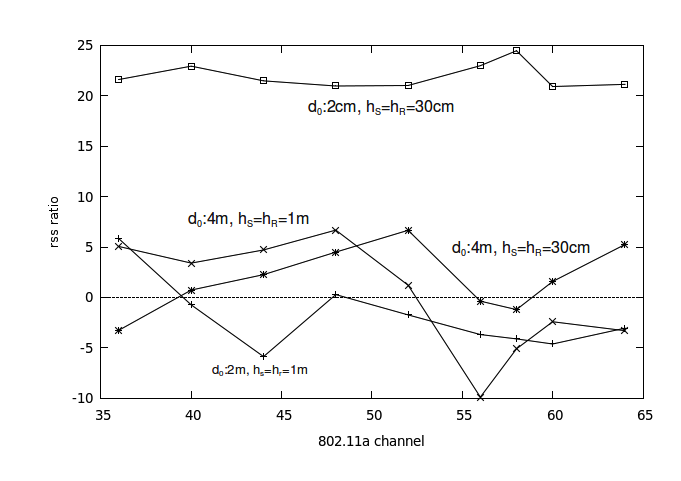 25
20
15
10
5
0
-5
-10
rss ratio
d₀:2cm, hS=hR=30cm
d₀:4m, hS=hR=1m
d₀:4m, hS=hR=30cm
d₀:2m, hs=hr=1m
35 40 45 50 55 60 65
802.11a channel